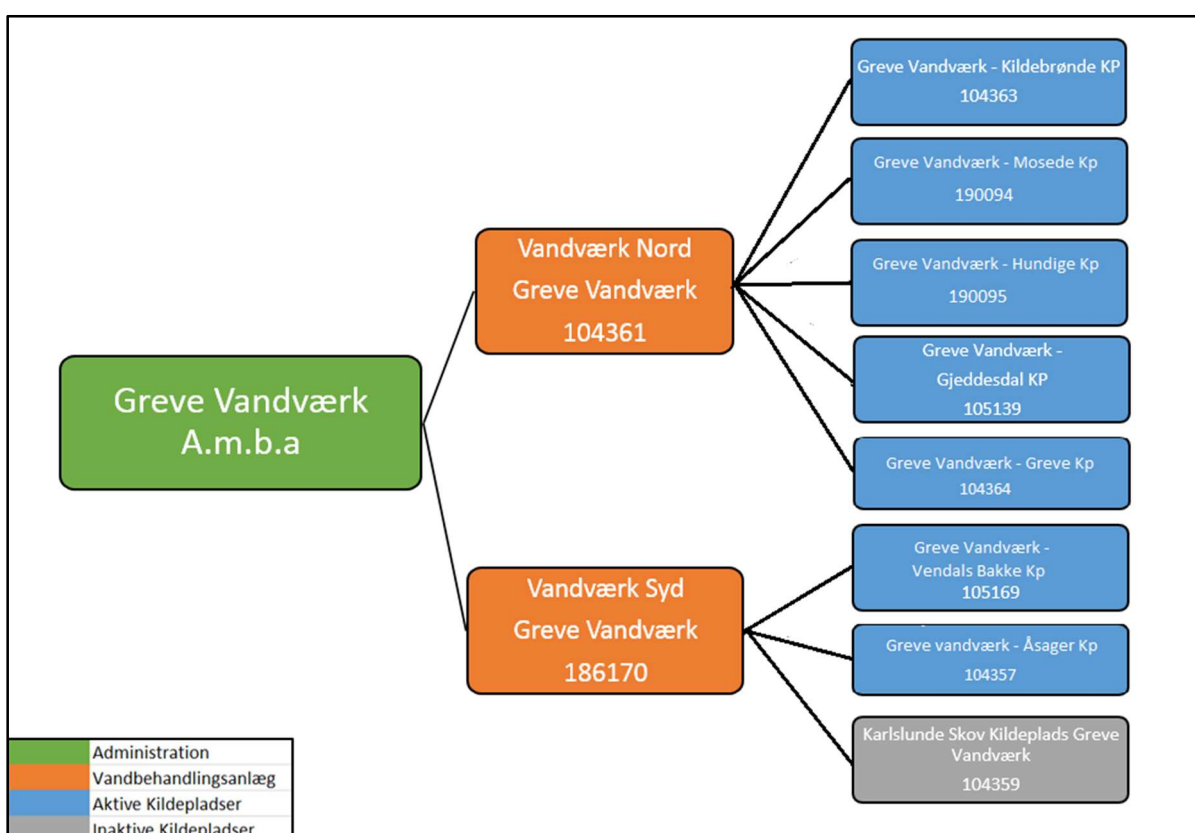 Greve Vandværk
A.m.b.a
Vandværk Nord
Greve Vandværk
104361
Vandværk Syd
Greve Vandværk
186170
Greve Vandværk - Kildebrønde KP
104363
Greve Vandværk - Mosede Kp
190094
Greve Vandværk - Hundige Kp
190095
Greve Vandværk -
Gjeddesdal KP
105139
Greve Vandværk - Greve Kp
104364
Greve Vandværk -
Vendals Bakke Kp
105169
Greve vandværk - Åsager Kp
104357
Karlslunde Skov Kildeplads Greve
Vandværk
104359
Administration
Vandbehandlingsanlæg
Aktive Kildepladser
Inaktive Kildepladser